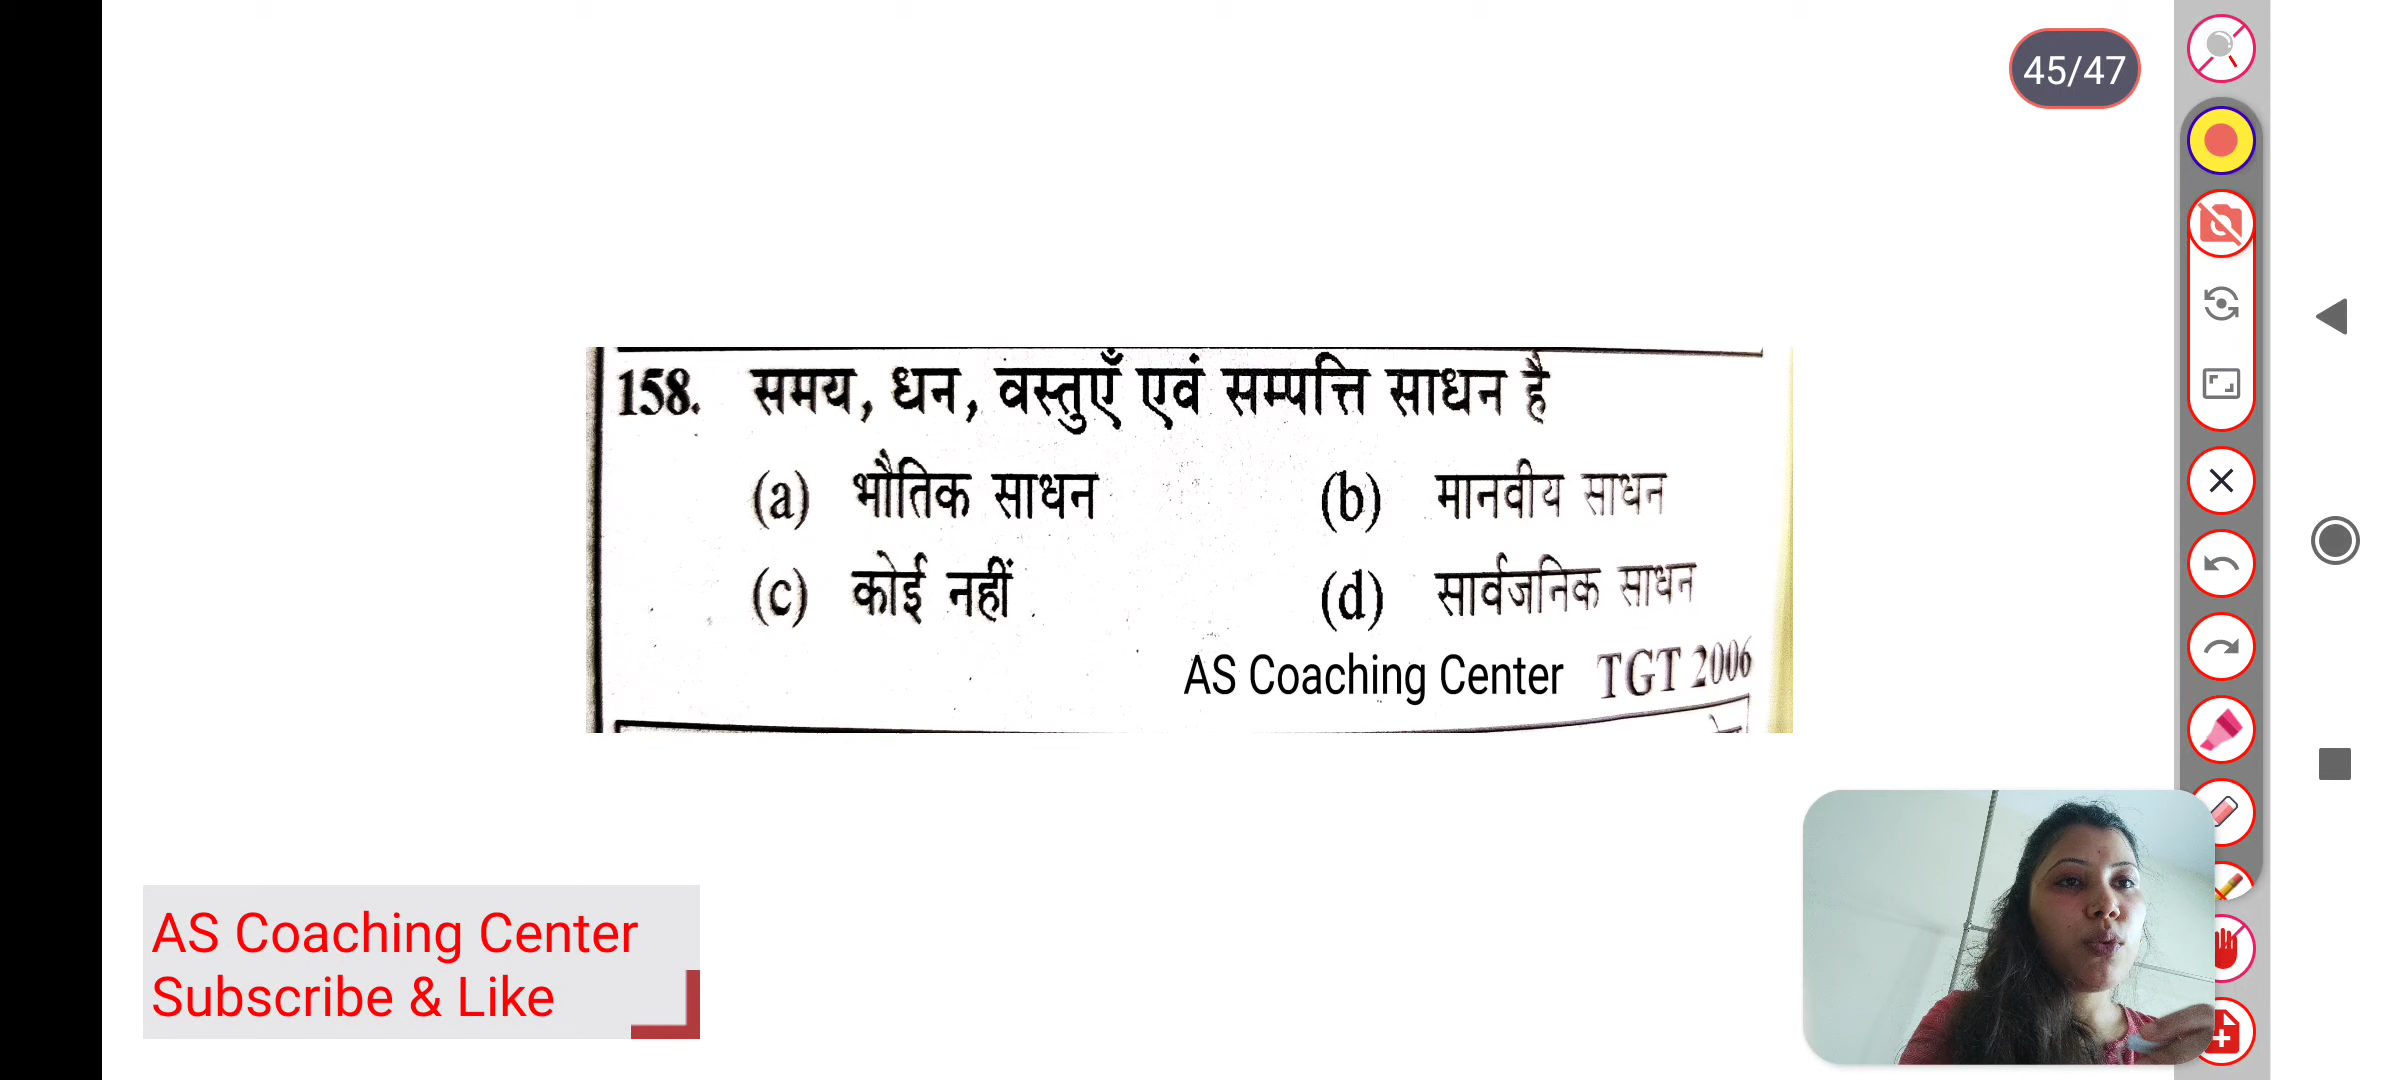 45/47
158. समय, धन, वस्तुएँ एवं सम्पत्ति साधन है
(a) भौतिक साधन (b) मानवीय साधन
(c) कोई नहीं (d) सार्वजनिक साधन
AS Coaching Center TGT 2006
AS Coaching Center
Subscribe & Like